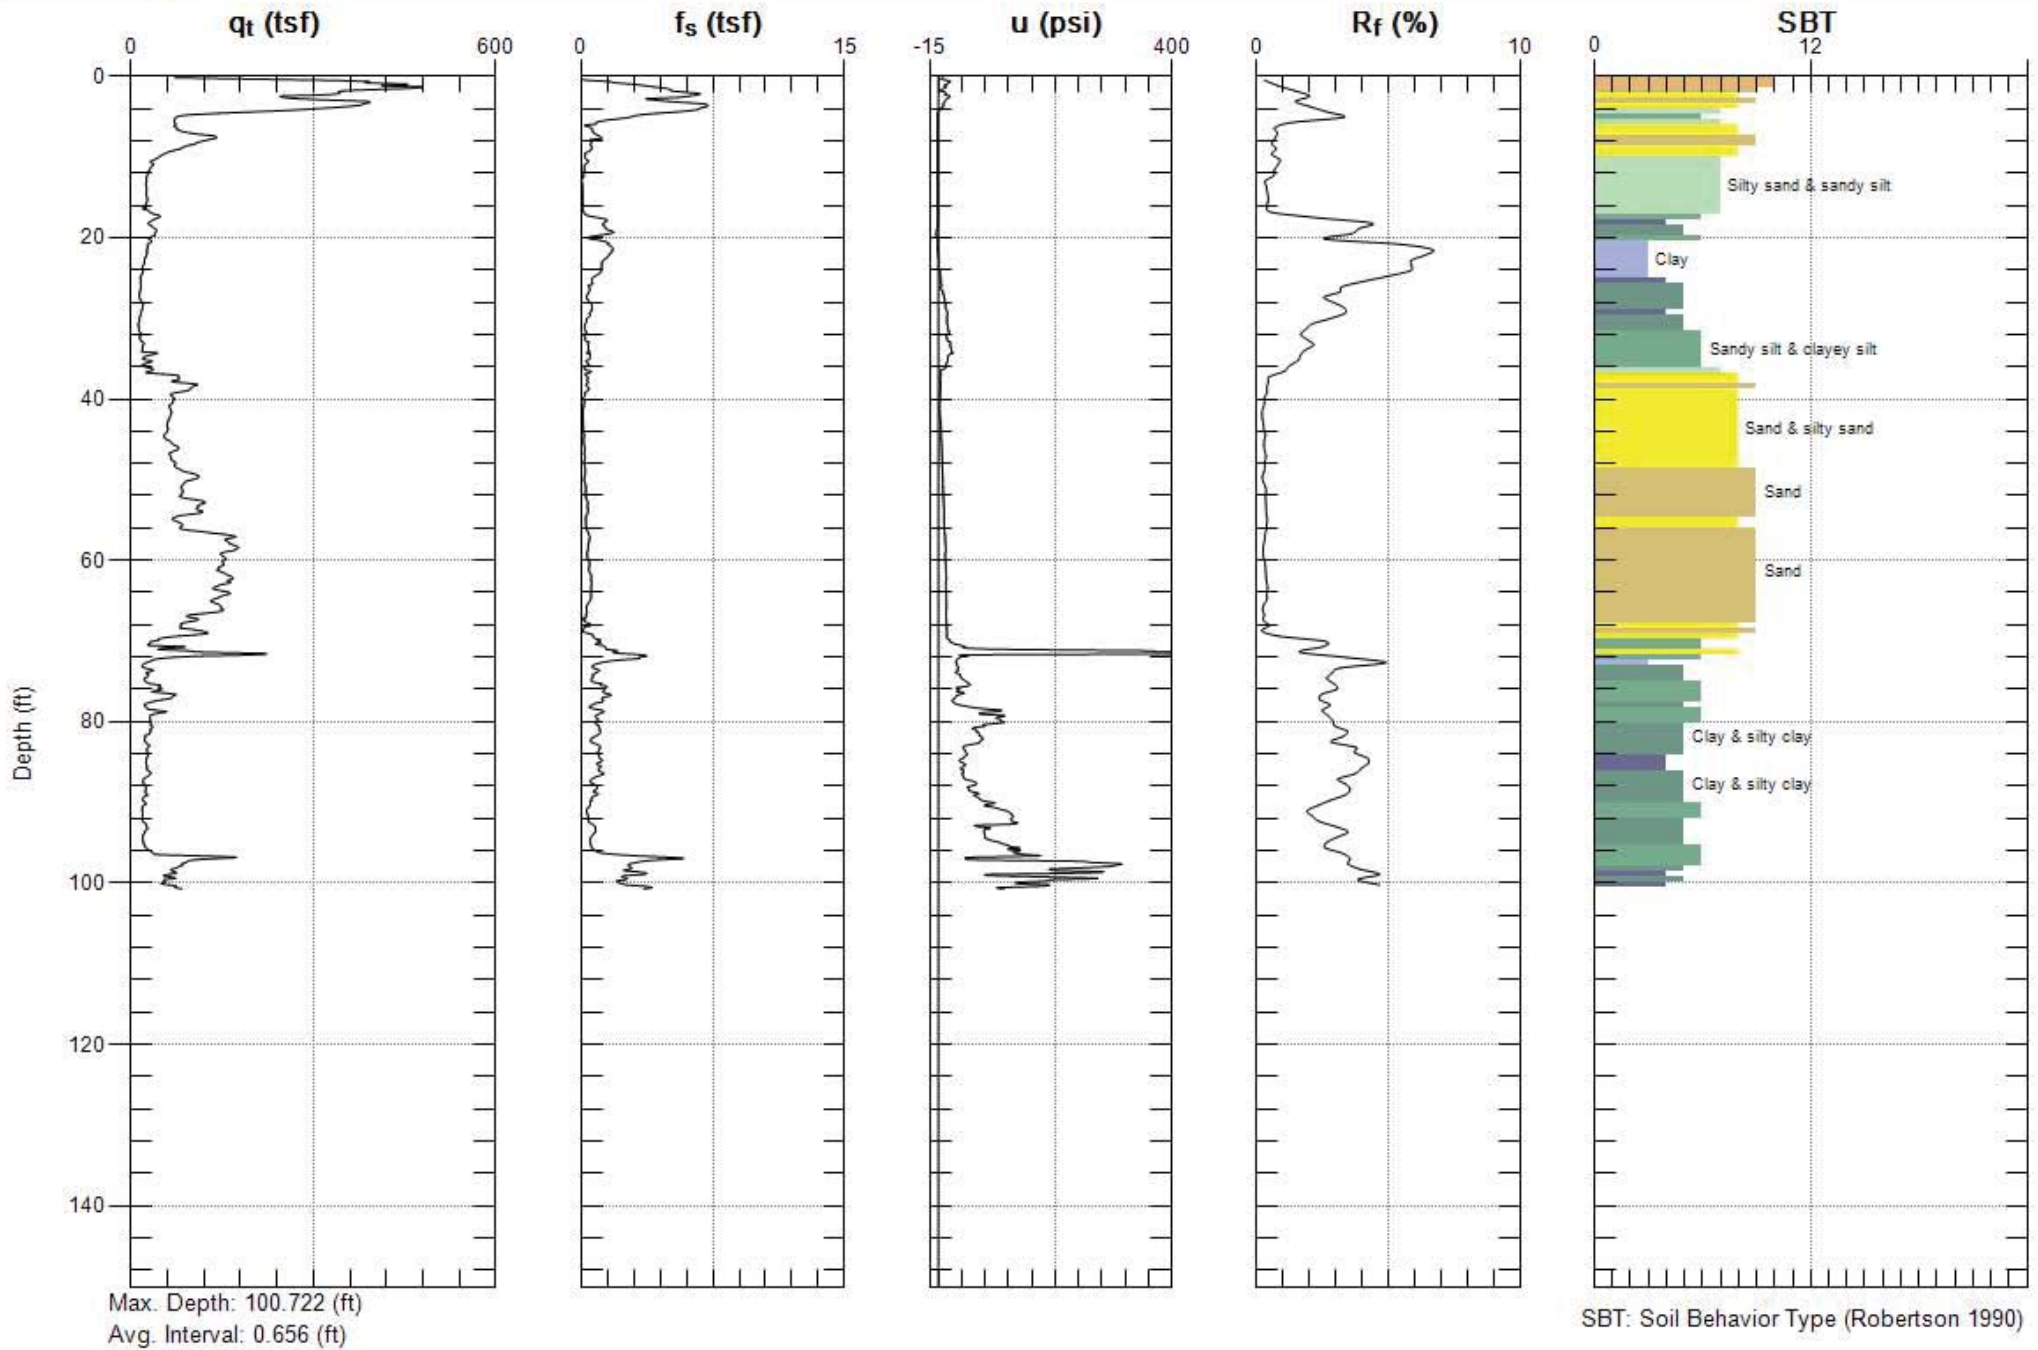 qt (tsf)
fs (tsf)
u (psi)
Rf (%)
SBT
0
600
0
15
-15
400
0
10
0
12
0
20
40
60
80
100
120
140
Depth (ft)
Silty sand & sandy silt
Clay
Sandy silt & clayey silt
Sand & silty sand
Sand
Sand
Clay & silty clay
Clay & silty clay
Max. Depth: 100.722 (ft)
Avg. Interval: 0.656 (ft)
SBT: Soil Behavior Type (Robertson 1990)